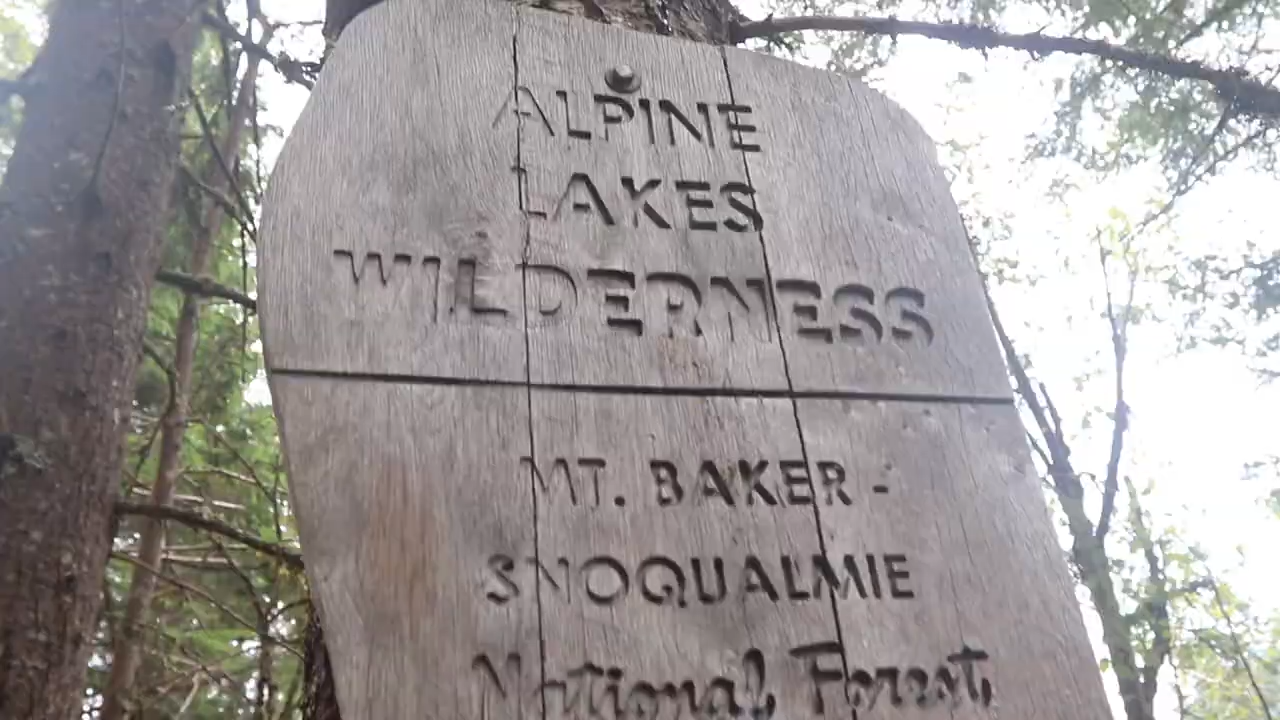 ALPINE
LAKES
WILDERNESS
MT. BAKER -
SNOQUALMIE
National Forest